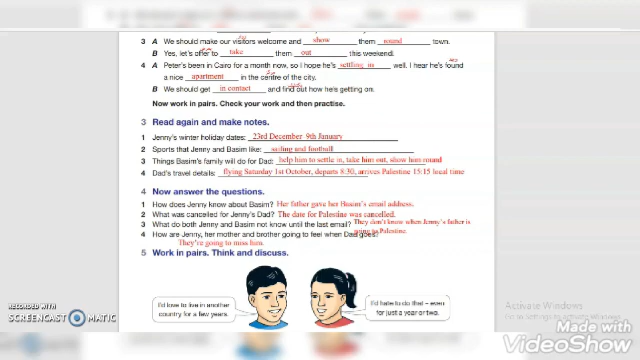 3 A We should make our visitors welcome and show them round town.
B Yes, let's offer to take them out this weekend.
4 A Peter's been in Cairo for a month now, so I hope he's settling in well. I hear he's found
a nice apartment in the centre of the city.
B We should get in contact and find out how he's getting on.
Now work in pairs. Check your work and then practise.
3 Read again and make notes.
1 Jenny's winter holiday dates: 23rd December-9th January
2 Sports that Jenny and Basim like: sailing and football
3 Things Basim's family will do for Dad: help him to settle in, take him out, show him round
4 Dad's travel details: flying Saturday 1st October, departs 8:30, arrives Palestine 15:15 local time
4 Now answer the questions.
1 How does Jenny know about Basim? Her father gave her Basim's email address.
2 What was cancelled for Jenny's Dad? The date for Palestine was cancelled.
3 What do both Jenny and Basim not know until the last email? They don't know when Jenny's father is
going to Palestine
4 How are Jenny, her mother and brother going to feel when Dad goes?
They're going to miss him.
5 Work in pairs. Think and discuss.
I'd love to live in another
country for a few years.
I'd hate to do that – even
for just a year or two.
RECORDED WITH
SCREENCAST MATIC
Activate Windows
Made with
VideoShow